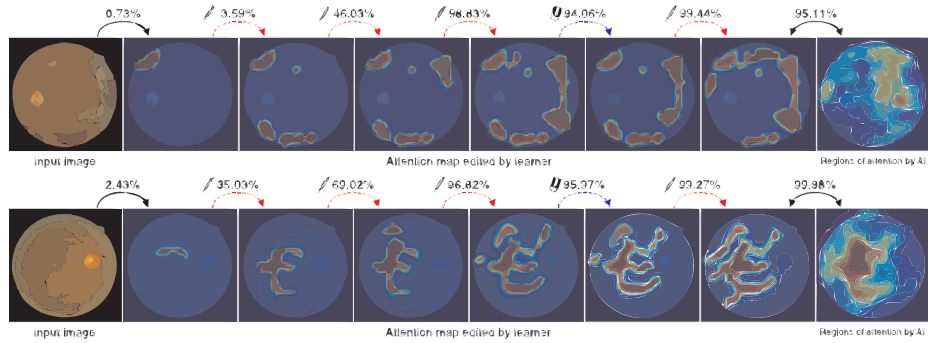 0.73% 3.59% 46.03% 98.83% 94.06% 99.44% 95.11%
Input image Attention map edited by learner Regions of attention by AI
2.43% 35.03% 69.02% 96.82% 95.97% 99.27% 99.98%
Input image Attention map edited by learner Regions of attention by AI